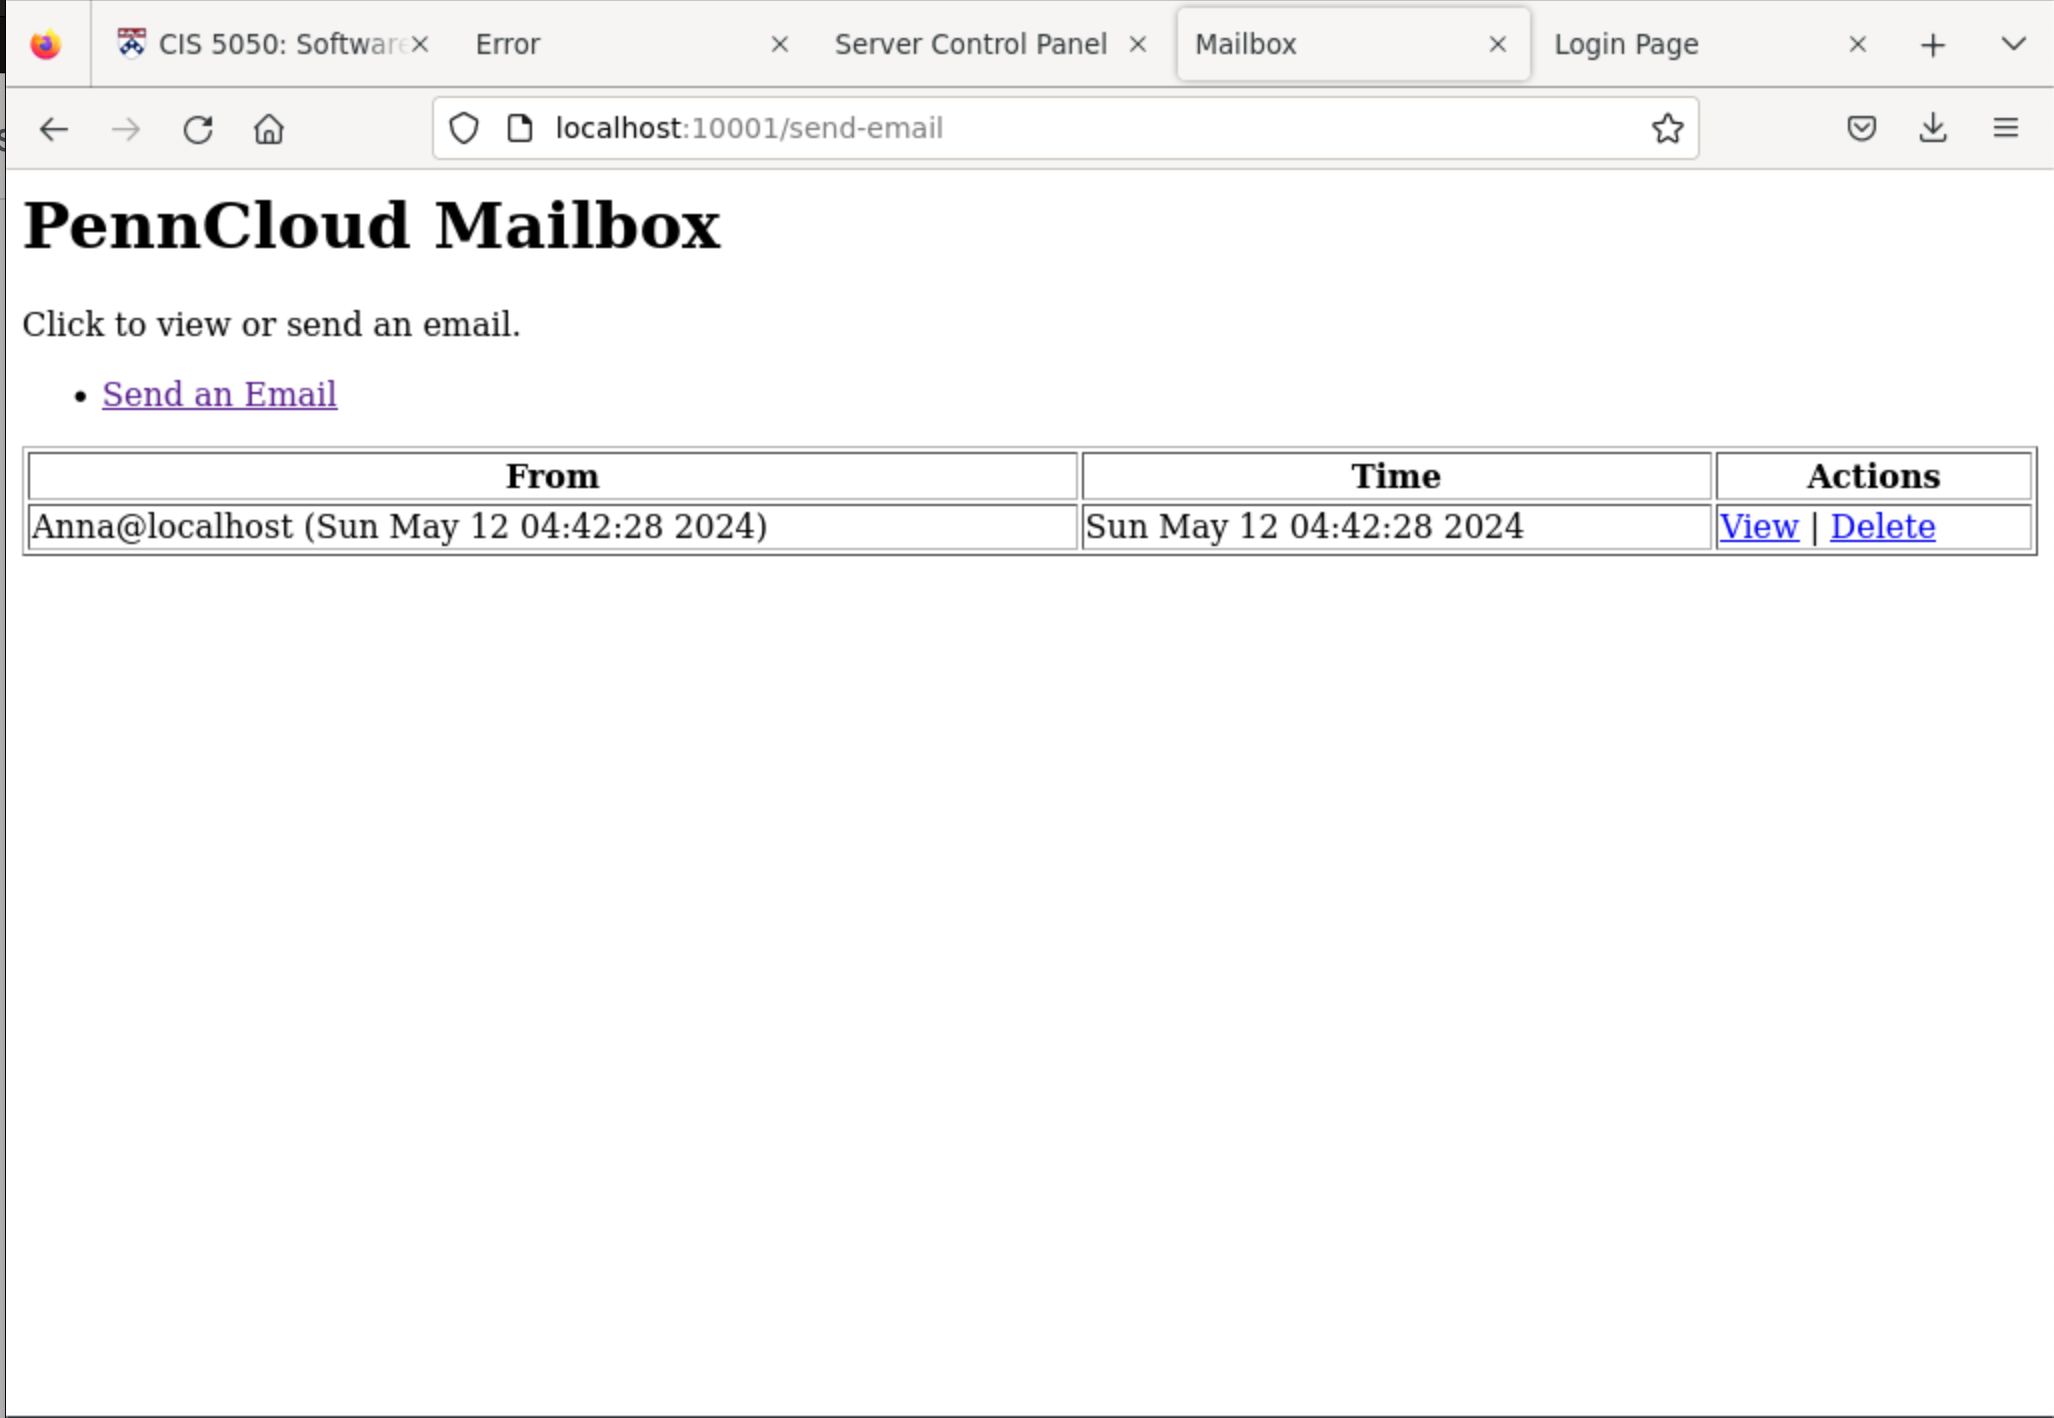 CIS 5050: Software
Error
Server Control Panel
Mailbox
Login Page
localhost:10001/send-email
PennCloud Mailbox
Click to view or send an email.
• Send an Email
From Time Actions
Anna@localhost (Sun May 12 04:42:28 2024) Sun May 12 04:42:28 2024 View | Delete